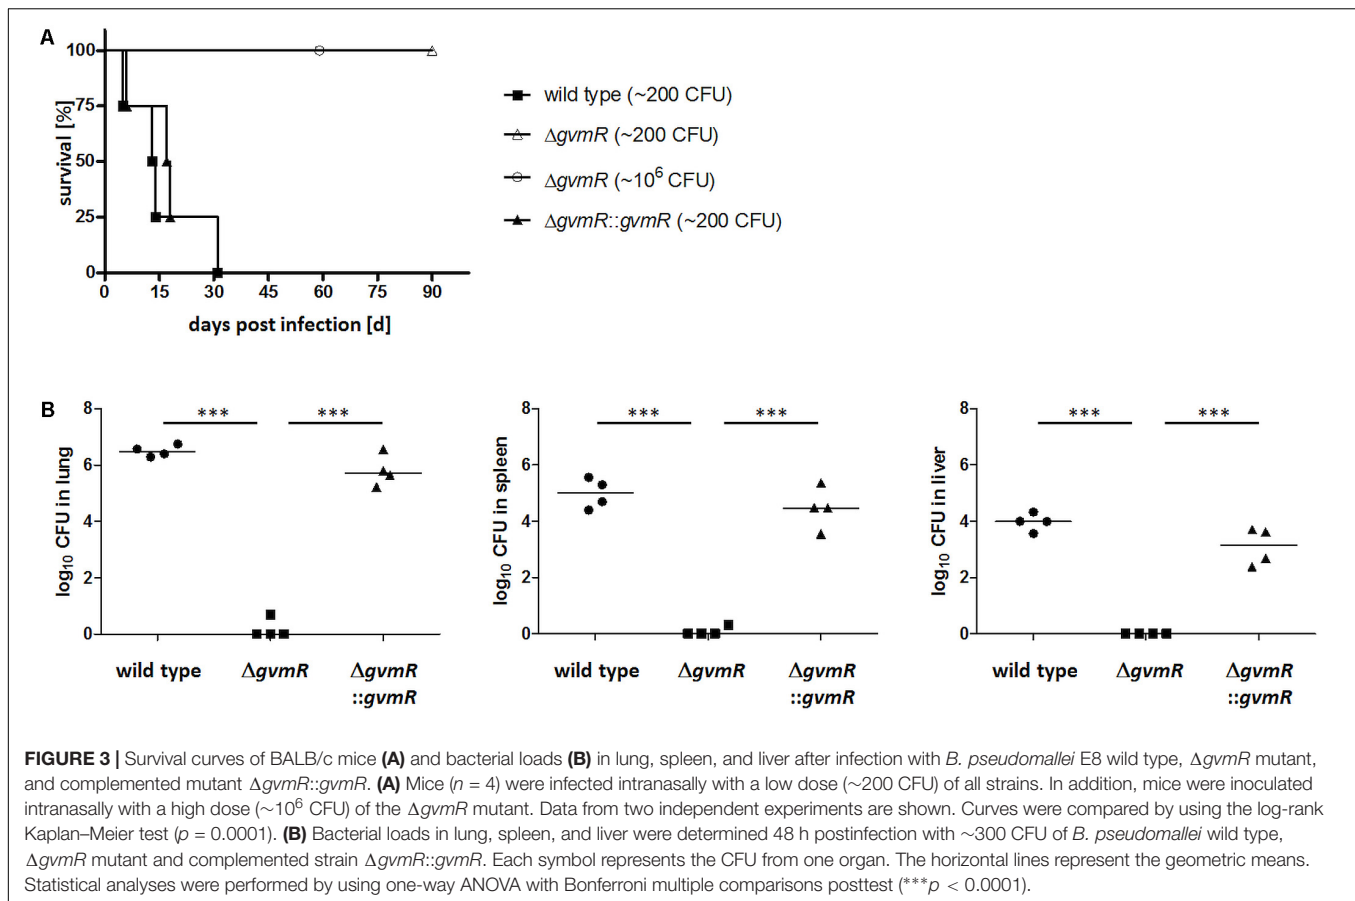 A
100
75
50
25
0
survival [%]
0 15 30 45 60 75 90
days post infection [d]
wild type (~200 CFU)
ΔgvmR (~200 CFU)
ΔgvmR (~10⁶ CFU)
ΔgvmR::gvmR (~200 CFU)
B
8
6
4
2
0
log₁₀ CFU in lung
*** ***
wild type ΔgvmR ΔgvmR
::gvmR
8
6
4
2
0
log₁₀ CFU in spleen
*** ***
wild type ΔgvmR ΔgvmR
::gvmR
8
6
4
2
0
log₁₀ CFU in liver
*** ***
wild type ΔgvmR ΔgvmR
::gvmR
FIGURE 3 | Survival curves of BALB/c mice (A) and bacterial loads (B) in lung, spleen, and liver after infection with B. pseudomallei E8 wild type, ΔgvmR mutant,
and complemented mutant ΔgvmR::gvmR. (A) Mice (n = 4) were infected intranasally with a low dose (~200 CFU) of all strains. In addition, mice were inoculated
intranasally with a high dose (~10⁶ CFU) of the ΔgvmR mutant. Data from two independent experiments are shown. Curves were compared by using the log-rank
Kaplan–Meier test (p = 0.0001). (B) Bacterial loads in lung, spleen, and liver were determined 48 h postinfection with ~300 CFU of B. pseudomallei wild type,
ΔgvmR mutant and complemented strain ΔgvmR::gvmR. Each symbol represents the CFU from one organ. The horizontal lines represent the geometric means.
Statistical analyses were performed by using one-way ANOVA with Bonferroni multiple comparisons posttest (***p < 0.0001).